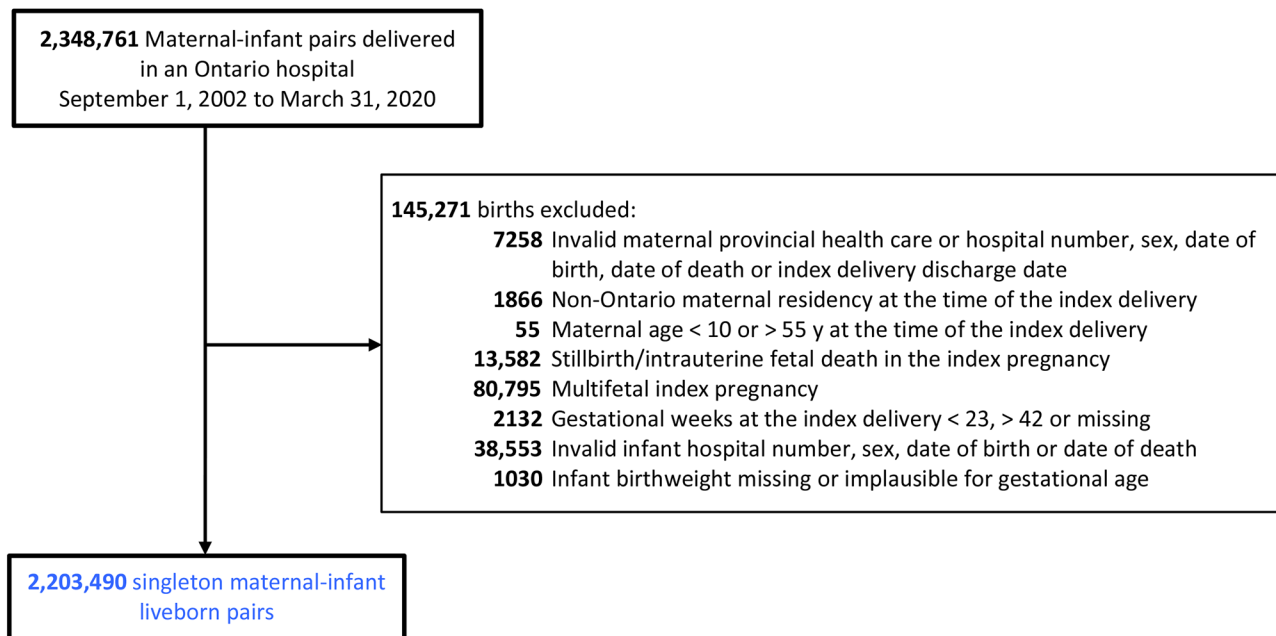 2,348,761 Maternal-infant pairs delivered
in an Ontario hospital
September 1, 2002 to March 31, 2020
145,271 births excluded:
7258 Invalid maternal provincial health care or hospital number, sex, date of
birth, date of death or index delivery discharge date
1866 Non-Ontario maternal residency at the time of the index delivery
55 Maternal age < 10 or > 55 y at the time of the index delivery
13,582 Stillbirth/intrauterine fetal death in the index pregnancy
80,795 Multifetal index pregnancy
2132 Gestational weeks at the index delivery < 23, > 42 or missing
38,553 Invalid infant hospital number, sex, date of birth or date of death
1030 Infant birthweight missing or implausible for gestational age
2,203,490 singleton maternal-infant
liveborn pairs